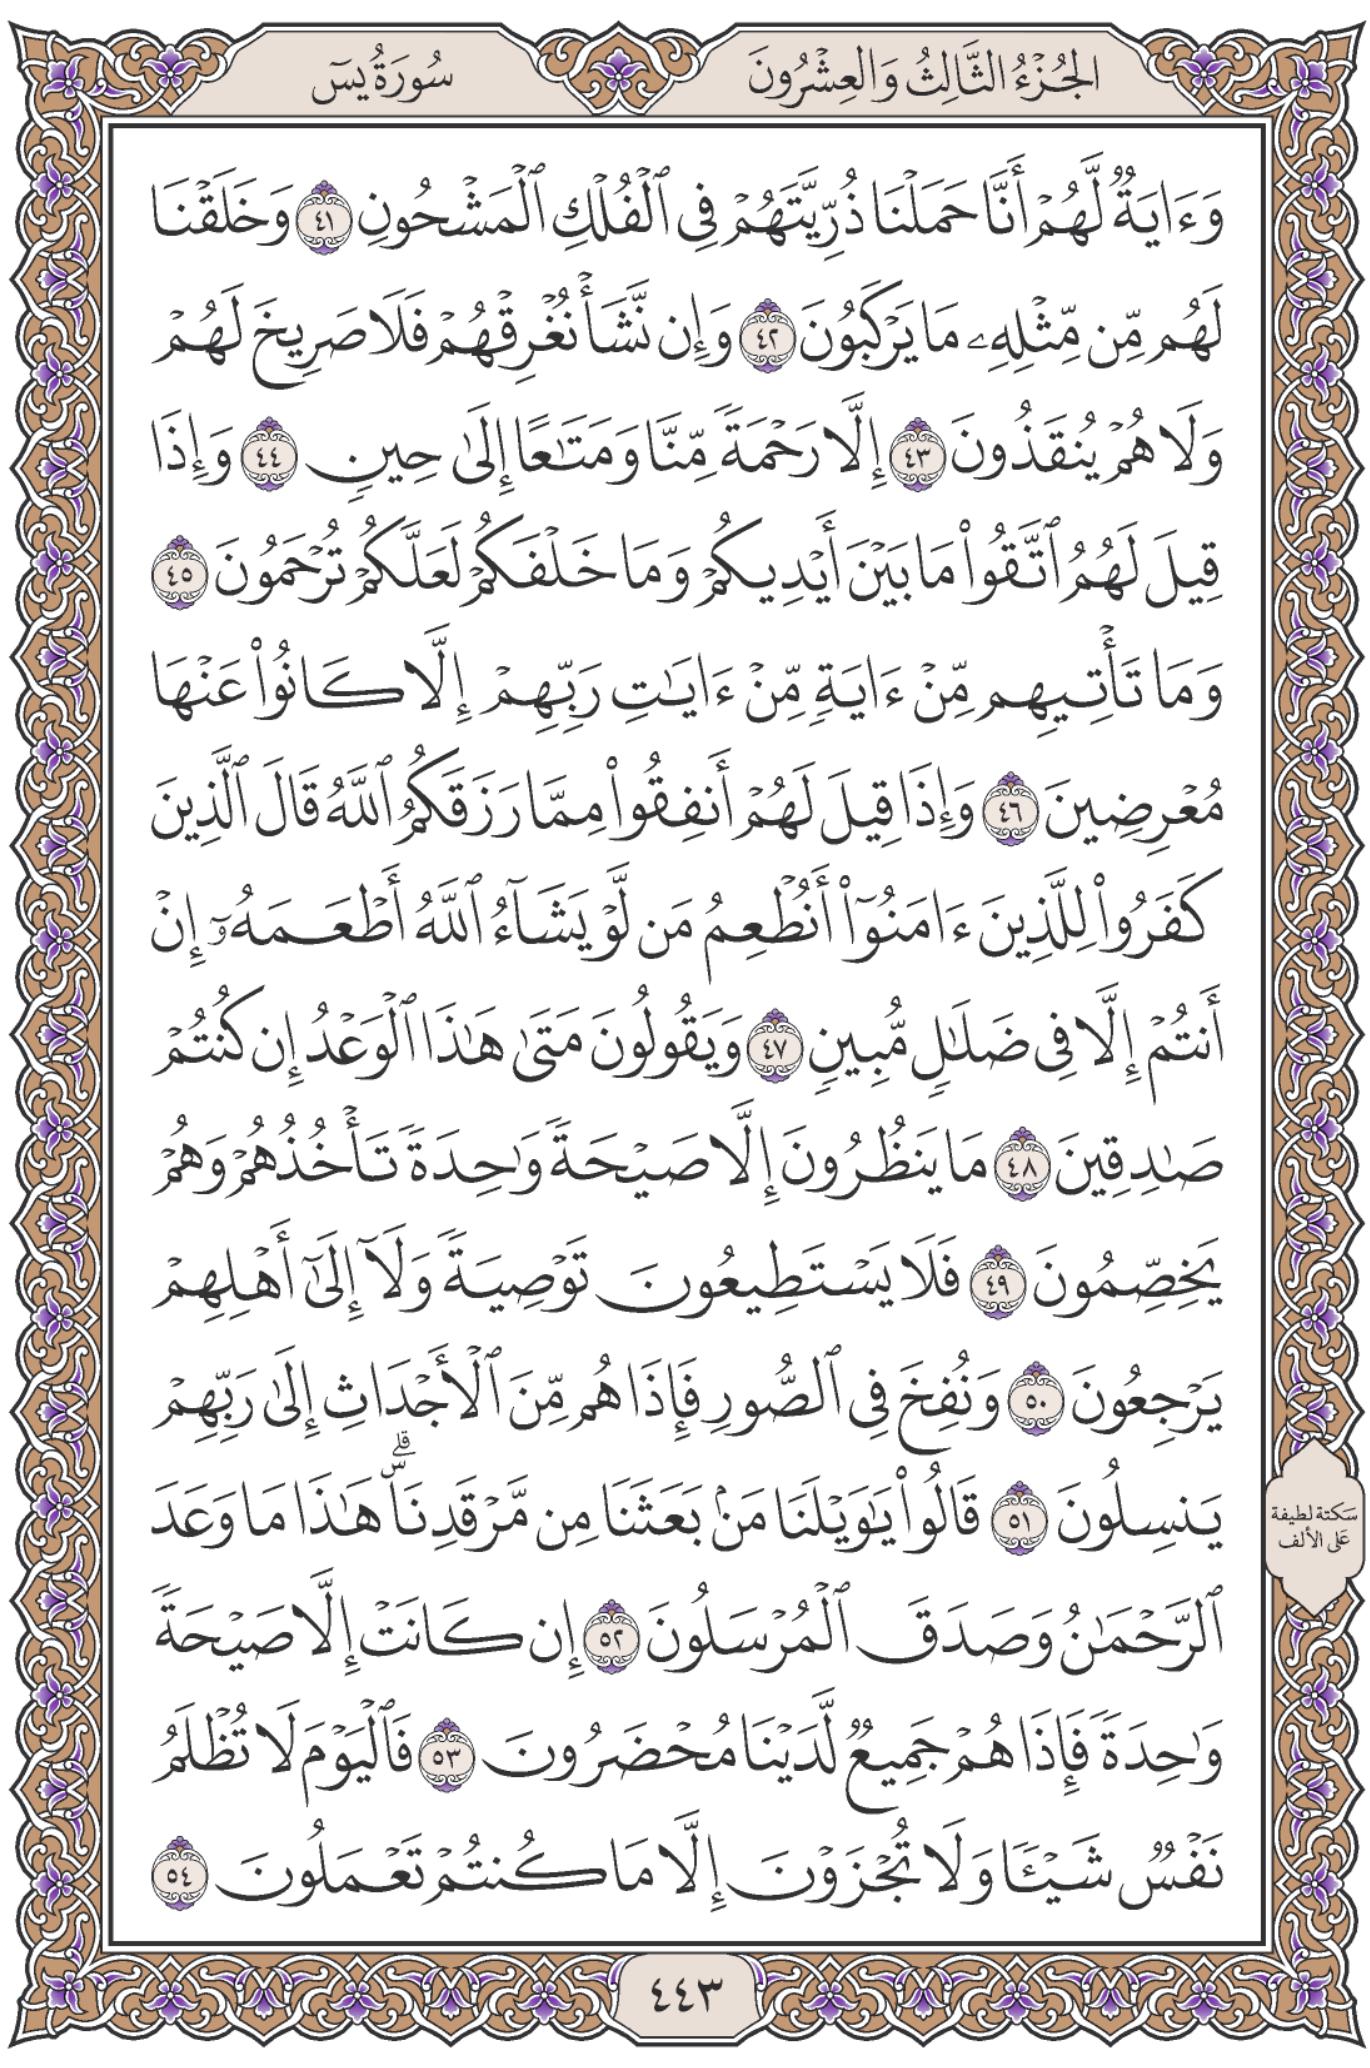 الجُزْءُ الثَّالِثُ وَالعِشْرُونَ
سُورَةُ يسٓ
وَءَايَةٞ لَّهُمۡ أَنَّا حَمَلۡنَا ذُرِّيَّتَهُمۡ فِي ٱلۡفُلۡكِ ٱلۡمَشۡحُونِ ٤١ وَخَلَقۡنَا
لَهُم مِّن مِّثۡلِهِۦ مَا يَرۡكَبُونَ ٤٢ وَإِن نَّشَأۡ نُغۡرِقۡهُمۡ فَلَا صَرِيخَ لَهُمۡ
وَلَا هُمۡ يُنقَذُونَ ٤٣ إِلَّا رَحۡمَةٗ مِّنَّا وَمَتَٰعًا إِلَىٰ حِينٖ ٤٤ وَإِذَا
قِيلَ لَهُمُ ٱتَّقُواْ مَا بَيۡنَ أَيۡدِيكُمۡ وَمَا خَلۡفَكُمۡ لَعَلَّكُمۡ تُرۡحَمُونَ ٤٥
وَمَا تَأۡتِيهِم مِّنۡ ءَايَةٖ مِّنۡ ءَايَٰتِ رَبِّهِمۡ إِلَّا كَانُواْ عَنۡهَا
مُعۡرِضِينَ ٤٦ وَإِذَا قِيلَ لَهُمۡ أَنفِقُواْ مِمَّا رَزَقَكُمُ ٱللَّهُ قَالَ ٱلَّذِينَ
كَفَرُواْ لِلَّذِينَ ءَامَنُوٓاْ أَنُطۡعِمُ مَن لَّوۡ يَشَآءُ ٱللَّهُ أَطۡعَمَهُۥٓ إِنۡ
أَنتُمۡ إِلَّا فِي ضَلَٰلٖ مُّبِينٖ ٤٧ وَيَقُولُونَ مَتَىٰ هَٰذَا ٱلۡوَعۡدُ إِن كُنتُمۡ
صَٰدِقِينَ ٤٨ مَا يَنظُرُونَ إِلَّا صَيۡحَةٗ وَٰحِدَةٗ تَأۡخُذُهُمۡ وَهُمۡ
يَخِصِّمُونَ ٤٩ فَلَا يَسۡتَطِيعُونَ تَوۡصِيَةٗ وَلَآ إِلَىٰٓ أَهۡلِهِمۡ
يَرۡجِعُونَ ٥٠ وَنُفِخَ فِي ٱلصُّورِ فَإِذَا هُم مِّنَ ٱلۡأَجۡدَاثِ إِلَىٰ رَبِّهِمۡ
يَنسِلُونَ ٥١ قَالُواْ يَٰوَيۡلَنَا مَنۢ بَعَثَنَا مِن مَّرۡقَدِنَاۜۗ هَٰذَا مَا وَعَدَ
ٱلرَّحۡمَٰنُ وَصَدَقَ ٱلۡمُرۡسَلُونَ ٥٢ إِن كَانَتۡ إِلَّا صَيۡحَةٗ
وَٰحِدَةٗ فَإِذَا هُمۡ جَمِيعٞ لَّدَيۡنَا مُحۡضَرُونَ ٥٣ فَٱلۡيَوۡمَ لَا تُظۡلَمُ
نَفۡسٞ شَيۡـٔٗا وَلَا تُجۡزَوۡنَ إِلَّا مَا كُنتُمۡ تَعۡمَلُونَ ٥٤
سَكتة لطيفة
عَلى الألف
٤٤٣